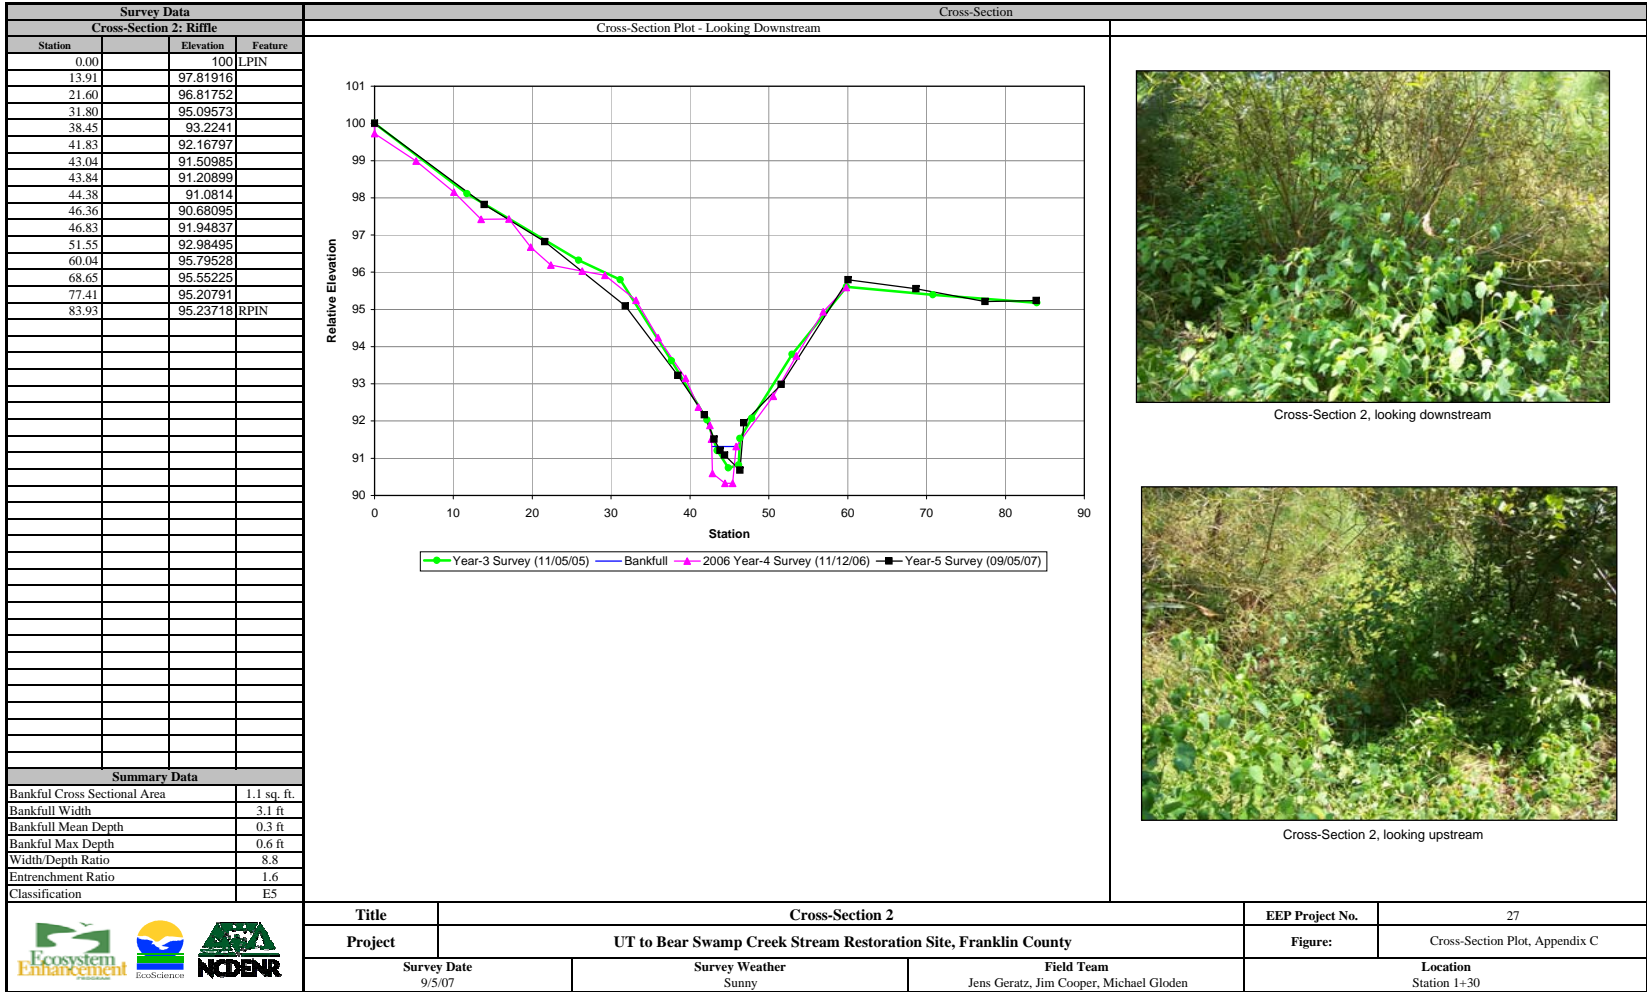 Survey Data
Cross-Section
Cross-Section 2: Riffle
Cross-Section Plot - Looking Downstream
Station Elevation Feature
0.00 100 LPIN
13.91 97.81916
21.60 96.81752
31.80 95.09573
38.45 93.2241
41.83 92.16797
43.04 91.50985
43.84 91.20899
44.38 91.0814
46.36 90.68095
46.83 91.94837
51.55 92.98495
60.04 95.79528
68.65 95.55225
77.41 95.20791
83.93 95.23718 RPIN
Summary Data
Bankful Cross Sectional Area 1.1 sq. ft.
Bankfull Width 3.1 ft
Bankfull Mean Depth 0.3 ft
Bankful Max Depth 0.6 ft
Width/Depth Ratio 8.8
Entrenchment Ratio 1.6
Classification E5
101
100
99
98
97
96
95
94
93
92
91
90
Relative Elevation
0 10 20 30 40 50 60 70 80 90
Station
Year-3 Survey (11/05/05) Bankfull 2006 Year-4 Survey (11/12/06) Year-5 Survey (09/05/07)
Cross-Section 2, looking downstream
Cross-Section 2, looking upstream
Ecosystem
Enhancement
PROGRAM
EcoScience
NCDENR
Title Cross-Section 2 EEP Project No. 27
Project UT to Bear Swamp Creek Stream Restoration Site, Franklin County Figure: Cross-Section Plot, Appendix C
Survey Date Survey Weather Field Team Location
9/5/07 Sunny Jens Geratz, Jim Cooper, Michael Gloden Station 1+30